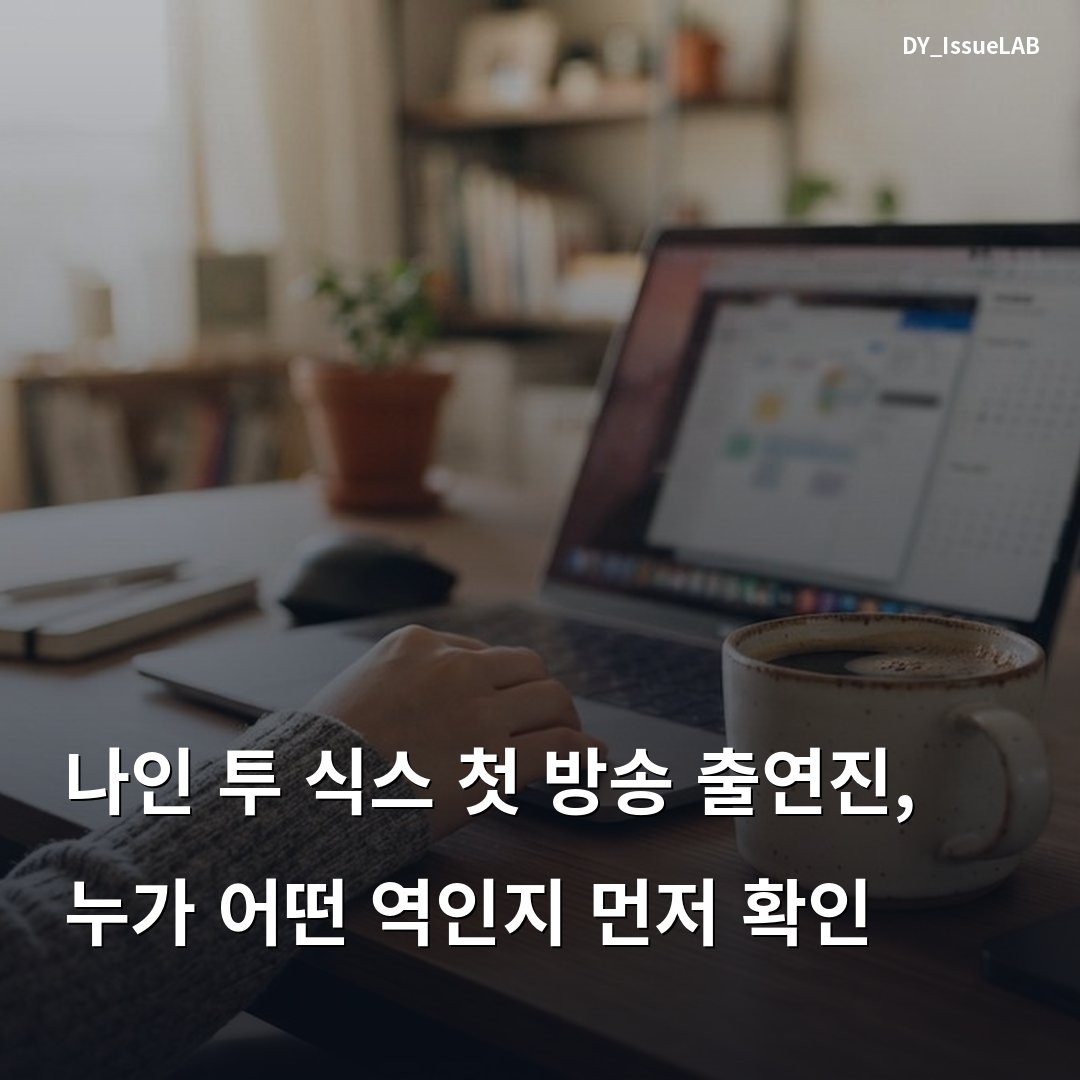 DY_IssueLAB
나인 투 식스 첫 방송 출연진,
누가 어떤 역인지 먼저 확인